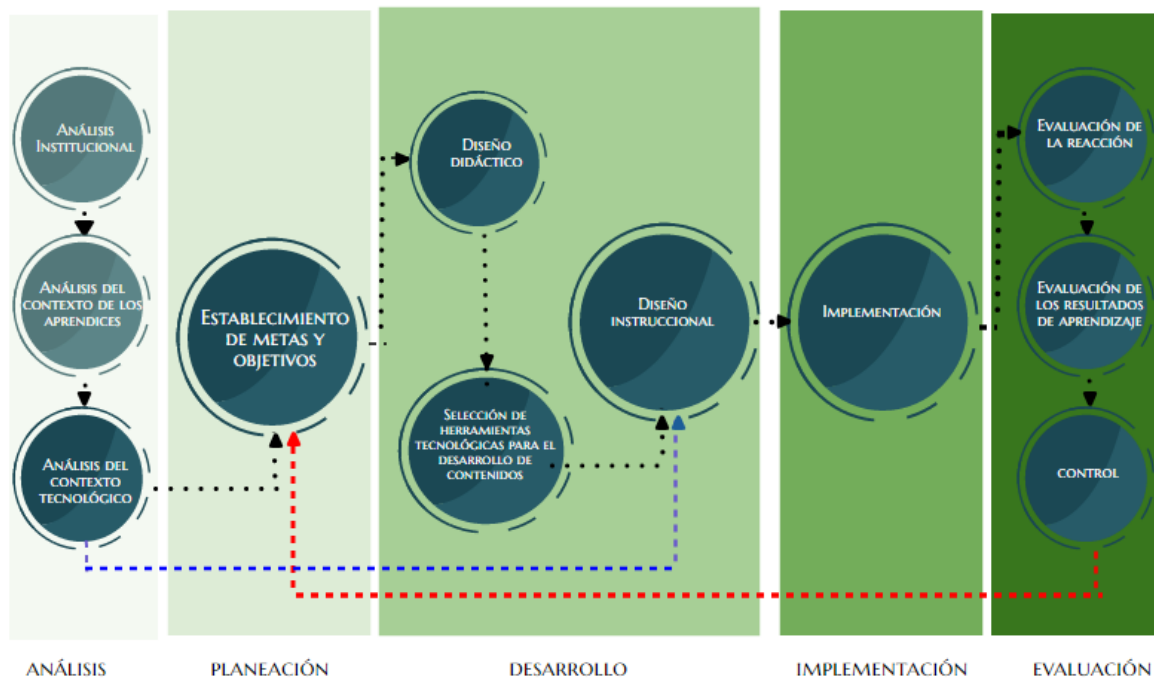 ANÁLISIS
INSTITUCIONAL
ANÁLISIS DEL
CONTEXTO DE LOS
APRENDICES
ANÁLISIS DEL
CONTEXTO
TECNOLÓGICO
ESTABLECIMIENTO
DE METAS Y
OBJETIVOS
DISEÑO
DIDÁCTICO
SELECCIÓN DE
HERRAMIENTAS
TECNOLÓGICAS PARA EL
DESARROLLO DE
CONTENIDOS
DISEÑO
INSTRUCCIONAL
IMPLEMENTACIÓN
EVALUACIÓN DE
LA REACCIÓN
EVALUACIÓN DE
LOS RESULTADOS
DE APRENDIZAJE
CONTROL
ANÁLISIS
PLANEACIÓN
DESARROLLO
IMPLEMENTACIÓN
EVALUACIÓN